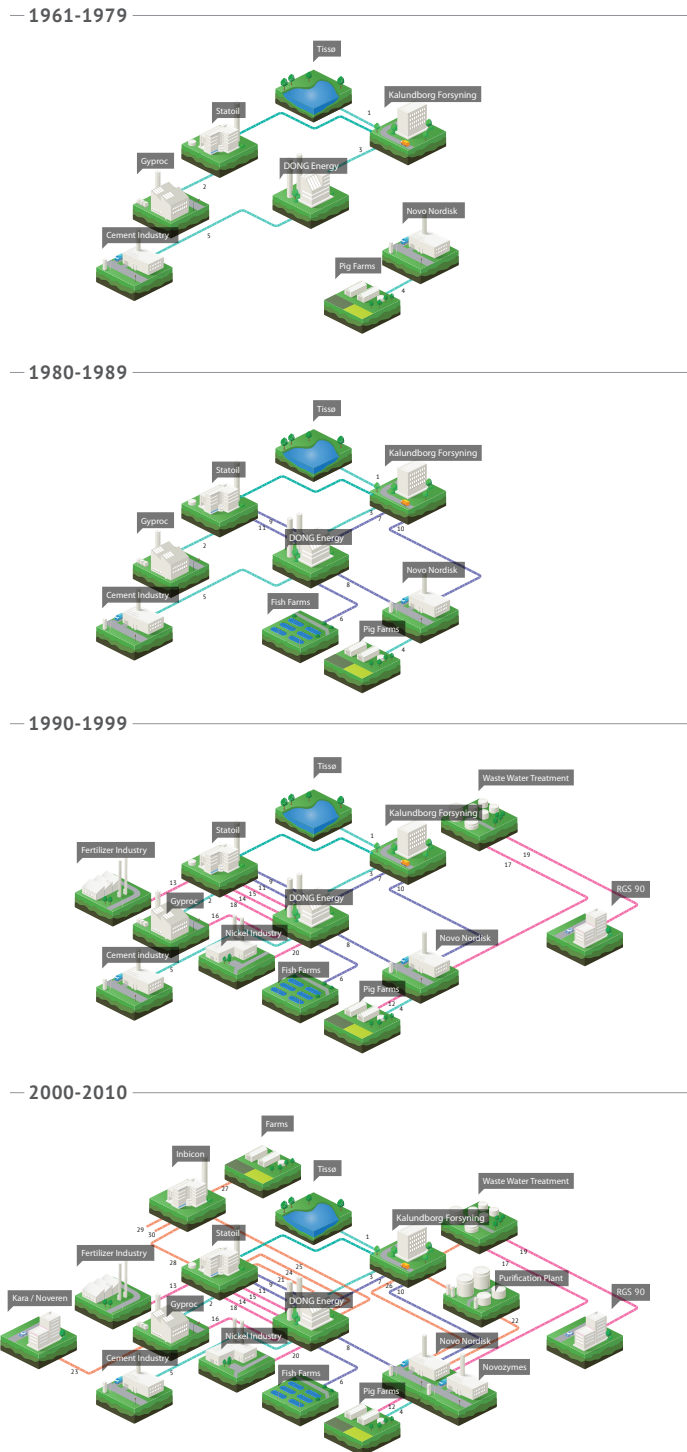 1961-1979
Tissø
Kalundborg Forsyning
Statoil
1
3
Gyproc
DONG Energy
2
Novo Nordisk
Cement Industry
5
Pig Farms
4
1980-1989
Tissø
Kalundborg Forsyning
Statoil
1
3
7
9
11
10
Gyproc
DONG Energy
2
8
Novo Nordisk
Cement Industry
5
Fish Farms
6
Pig Farms
4
1990-1999
Tissø
Waste Water Treatment
Kalundborg Forsyning
1
Statoil
19
17
Fertilizer Industry
3
7
9
11
10
13
15
14
18
RGS 90
Gyproc
2
DONG Energy
16
Nickel Industry
8
Novo Nordisk
20
Cement industry
5
Fish Farms
6
Pig Farms
12
4
2000-2010
Farms
Inbicon
Tissø
27
Waste Water Treatment
Kalundborg Forsyning
29
30
1
Statoil
19
17
28
25
24
21
Fertilizer Industry
3
7
26
9
11
10
Purification Plant
13
15
14
18
RGS 90
Kara / Noveren
Gyproc
2
DONG Energy
16
22
Nickel Industry
8
Novo Nordisk
20
Cement Industry
5
23
Fish Farms
6
Novozymes
Pig Farms
12
4